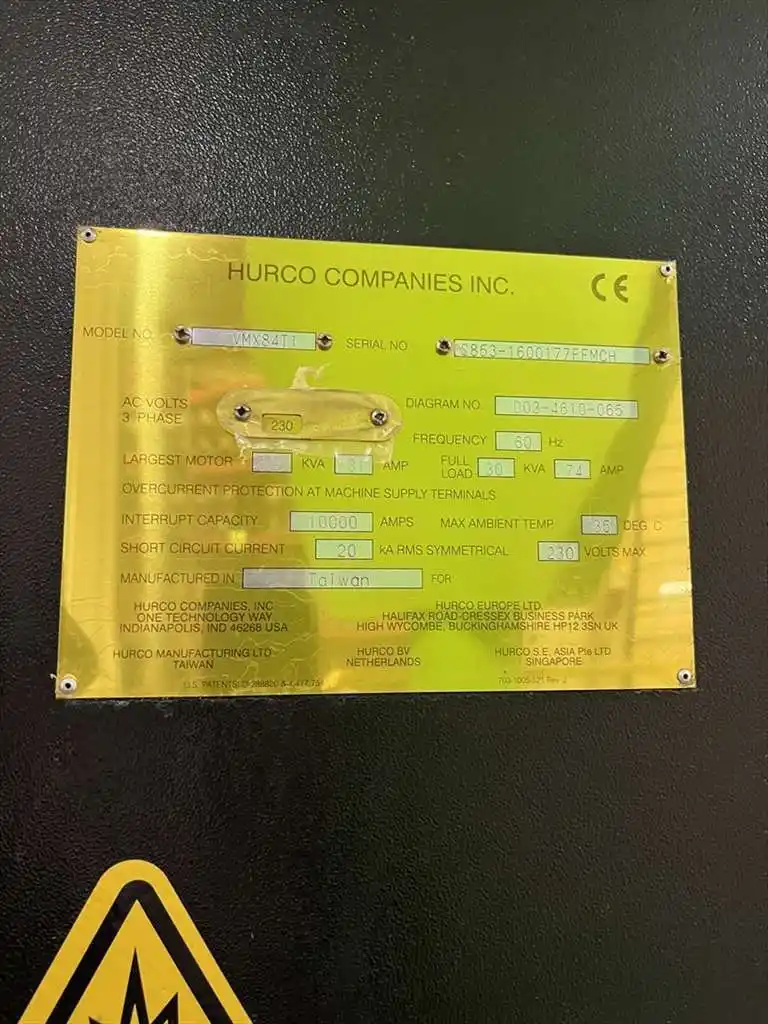 HURCO COMPANIES INC.
CE
MODEL NO. VMX84TI SERIAL NO
AC VOLTS 3 PHASE 230 DIAGRAM NO. 003-4610-065
FREQUENCY 60 Hz
LARGEST MOTOR KVA 81 AMP FULL LOAD 30 KVA 74 AMP
OVERCURRENT PROTECTION AT MACHINE SUPPLY TERMINALS
INTERRUPT CAPACITY 10000 AMPS MAX AMBIENT TEMP. 35 DEG C
SHORT CIRCUIT CURRENT 20 kA RMS SYMMETRICAL 230 VOLTS MAX
MANUFACTURED IN Taiwan FOR
HURCO COMPANIES, INC
ONE TECHNOLOGY WAY
INDIANAPOLIS, IND 46268 USA
HURCO EUROPE LTD.
HALIFAX ROAD-CRESSEX BUSINESS PARK
HIGH WYCOMBE, BUCKINGHAMSHIRE HP12 3SN UK
HURCO MANUFACTURING LTD
TAIWAN
HURCO BV
NETHERLANDS
HURCO S.E. ASIA Pte LTD
SINGAPORE
U.S. PATENTS